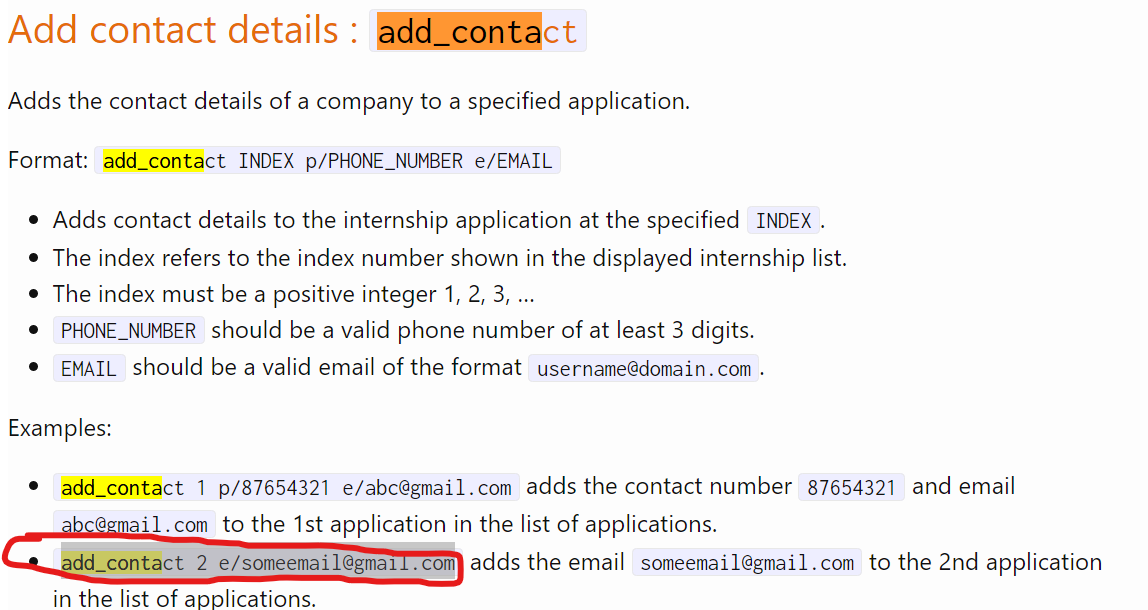 Add contact details : add_contact
Adds the contact details of a company to a specified application.
Format: add_contact INDEX p/PHONE_NUMBER e/EMAIL
Adds contact details to the internship application at the specified INDEX.
The index refers to the index number shown in the displayed internship list.
The index must be a positive integer 1, 2, 3, …
PHONE_NUMBER should be a valid phone number of at least 3 digits.
EMAIL should be a valid email of the format username@domain.com.
Examples:
add_contact 1 p/87654321 e/abc@gmail.com adds the contact number 87654321 and email
abc@gmail.com to the 1st application in the list of applications.
add_contact 2 e/someemail@gmail.com adds the email someemail@gmail.com to the 2nd application
in the list of applications.